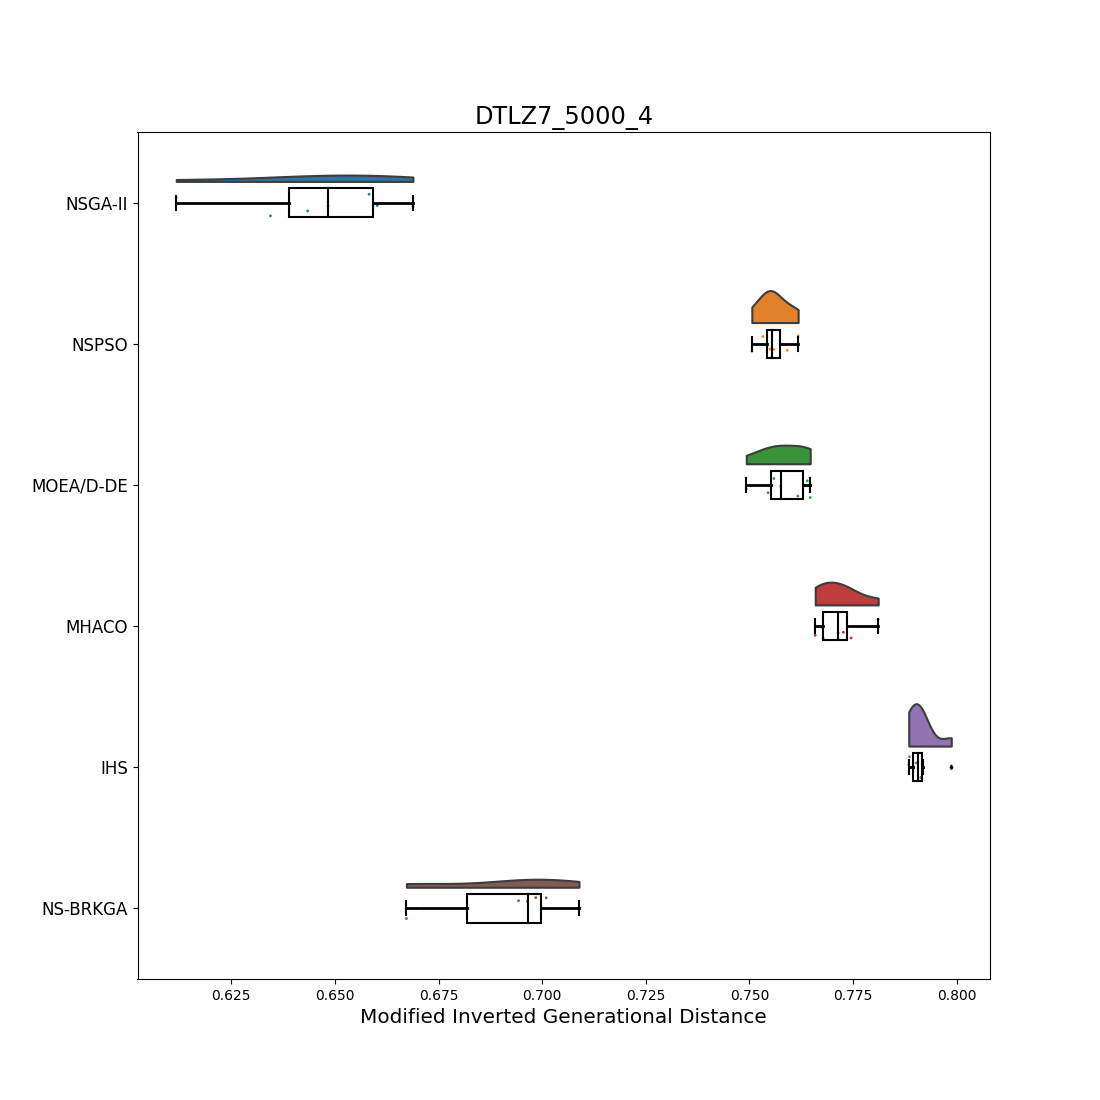 DTLZ7_5000_4
NSGA-II
NSPSO
MOEA/D-DE
MHACO
IHS
NS-BRKGA
0.625 0.650 0.675 0.700 0.725 0.750 0.775 0.800
Modified Inverted Generational Distance